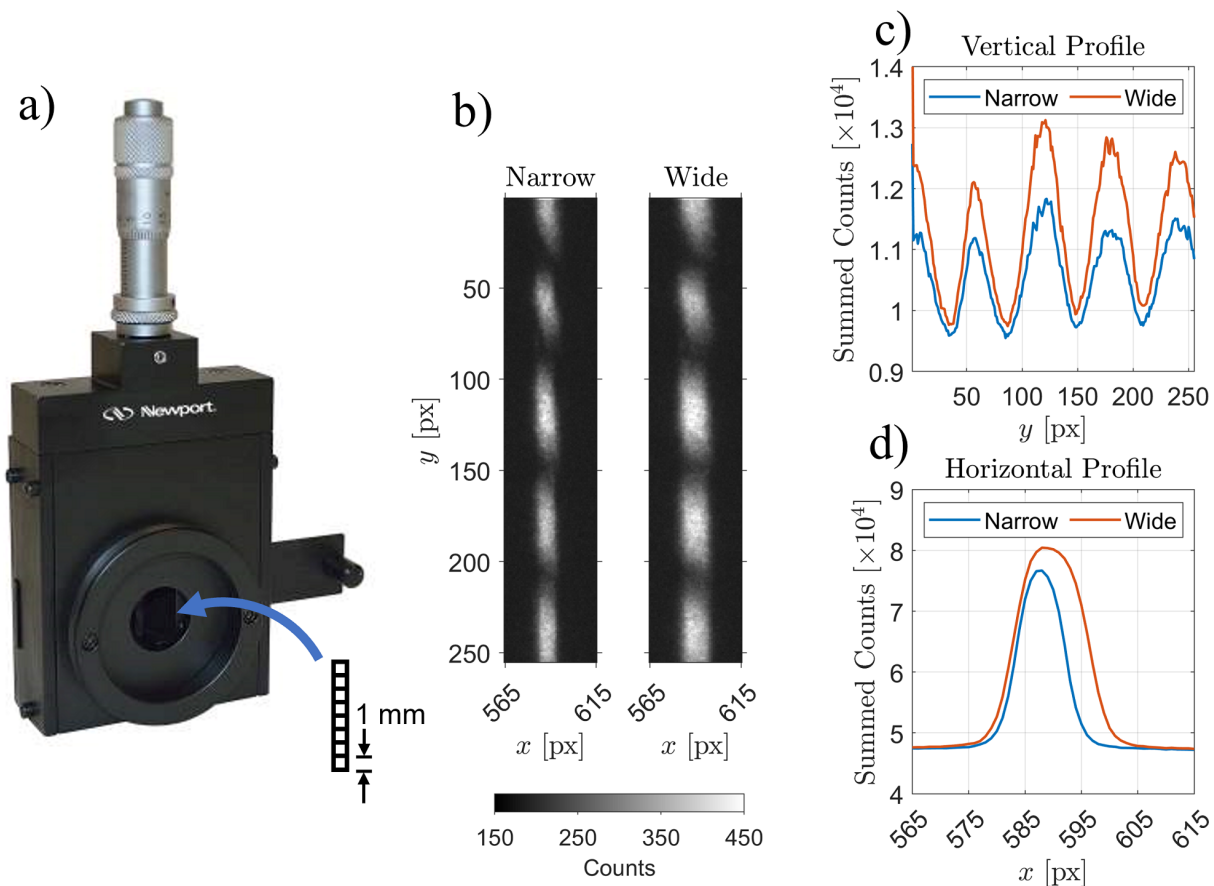 a)
Newport.
1 mm
b)
Narrow
Wide
50
100
150
200
250
y [px]
565
615
565
615
x [px]
x [px]
150
250
350
450
Counts
c)
Vertical Profile
Narrow
Wide
1.4
1.3
1.2
1.1
1
0.9
Summed Counts [×10⁴]
50
100
150
200
250
y [px]
d)
Horizontal Profile
Narrow
Wide
9
8
7
6
5
4
Summed Counts [×10⁴]
565
575
585
595
605
615
x [px]